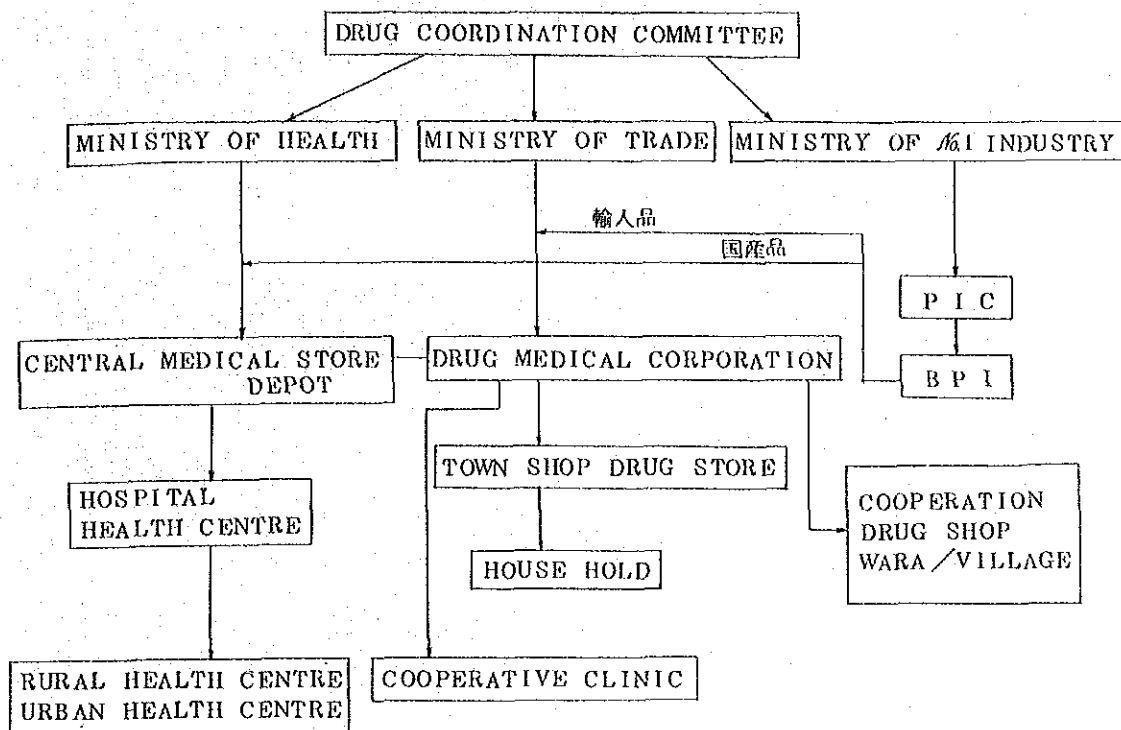 DRUG COORDINATION COMMITTEE
MINISTRY OF HEALTH
MINISTRY OF TRADE
MINISTRY OF №1 INDUSTRY
輸入品
国産品
P I C
CENTRAL MEDICAL STORE
DEPOT
DRUG MEDICAL CORPORATION
B P I
TOWN SHOP DRUG STORE
HOSPITAL
HEALTH CENTRE
COOPERATION
DRUG SHOP
WARA／VILLAGE
HOUSE HOLD
RURAL HEALTH CENTRE
URBAN HEALTH CENTRE
COOPERATIVE CLINIC